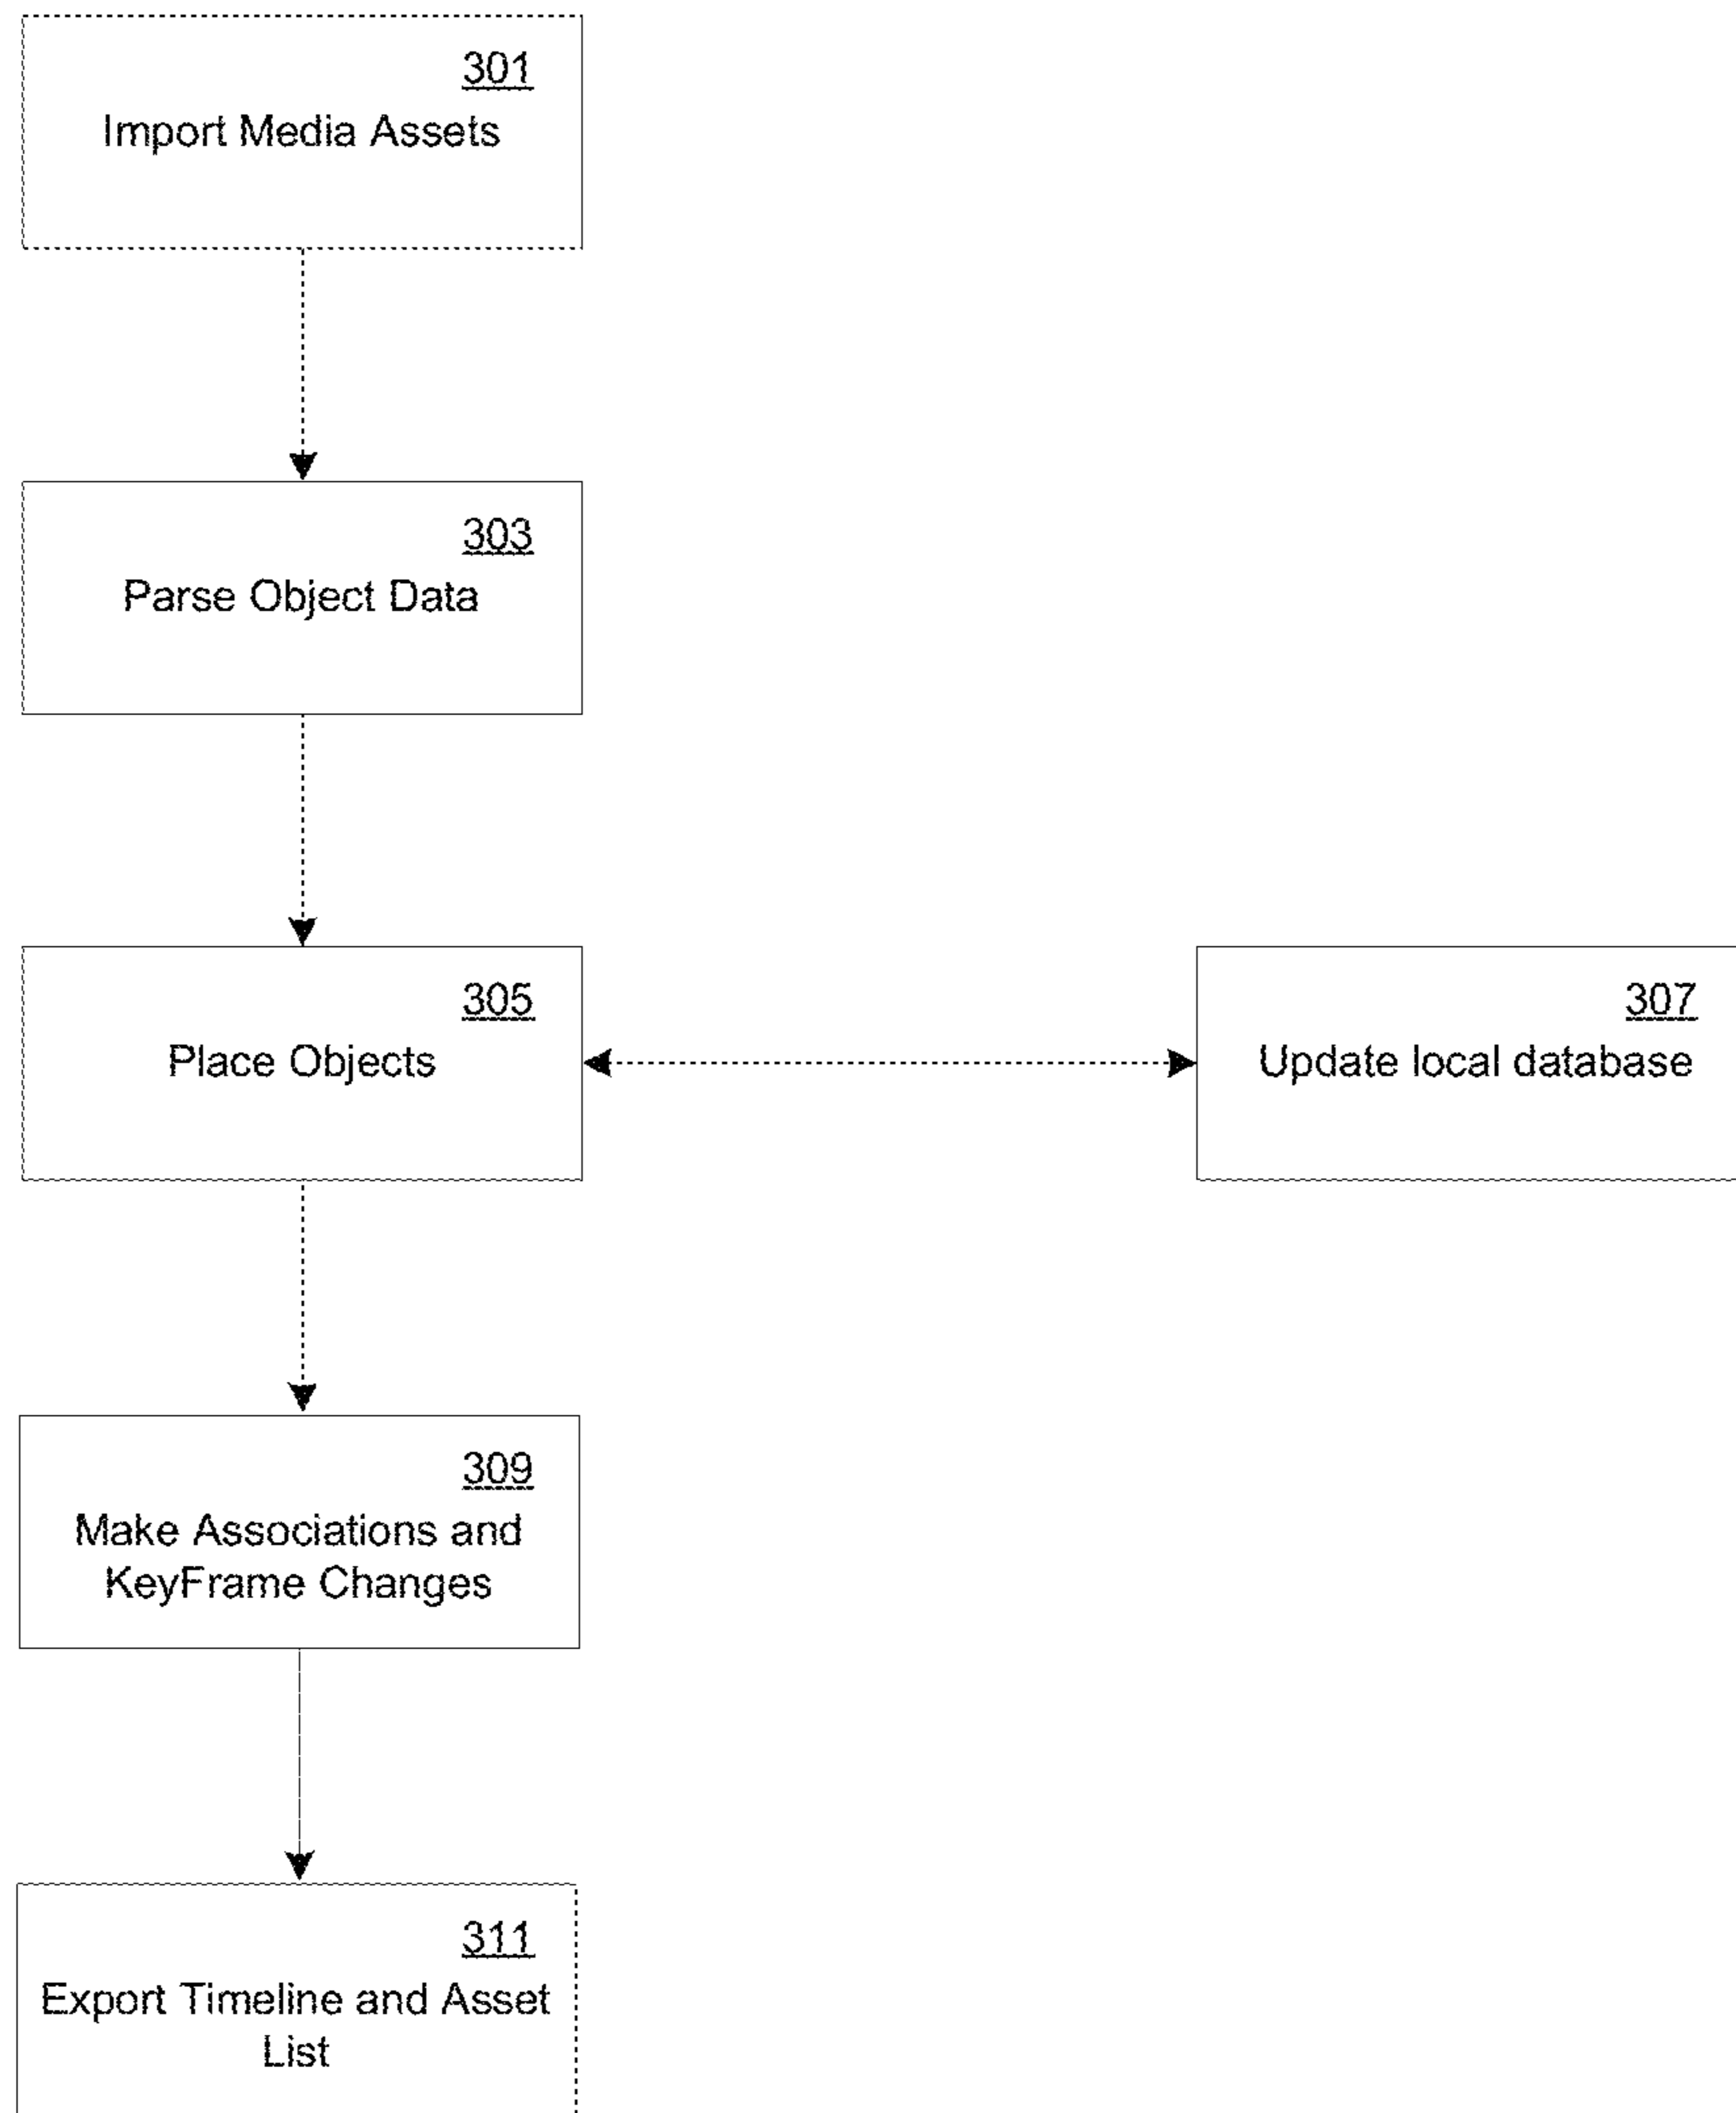 301
Import Media Assets
303
Parse Object Data
305
Place Objects
307
Update local database
309
Make Associations and
KeyFrame Changes
311
Export Timeline and Asset
List